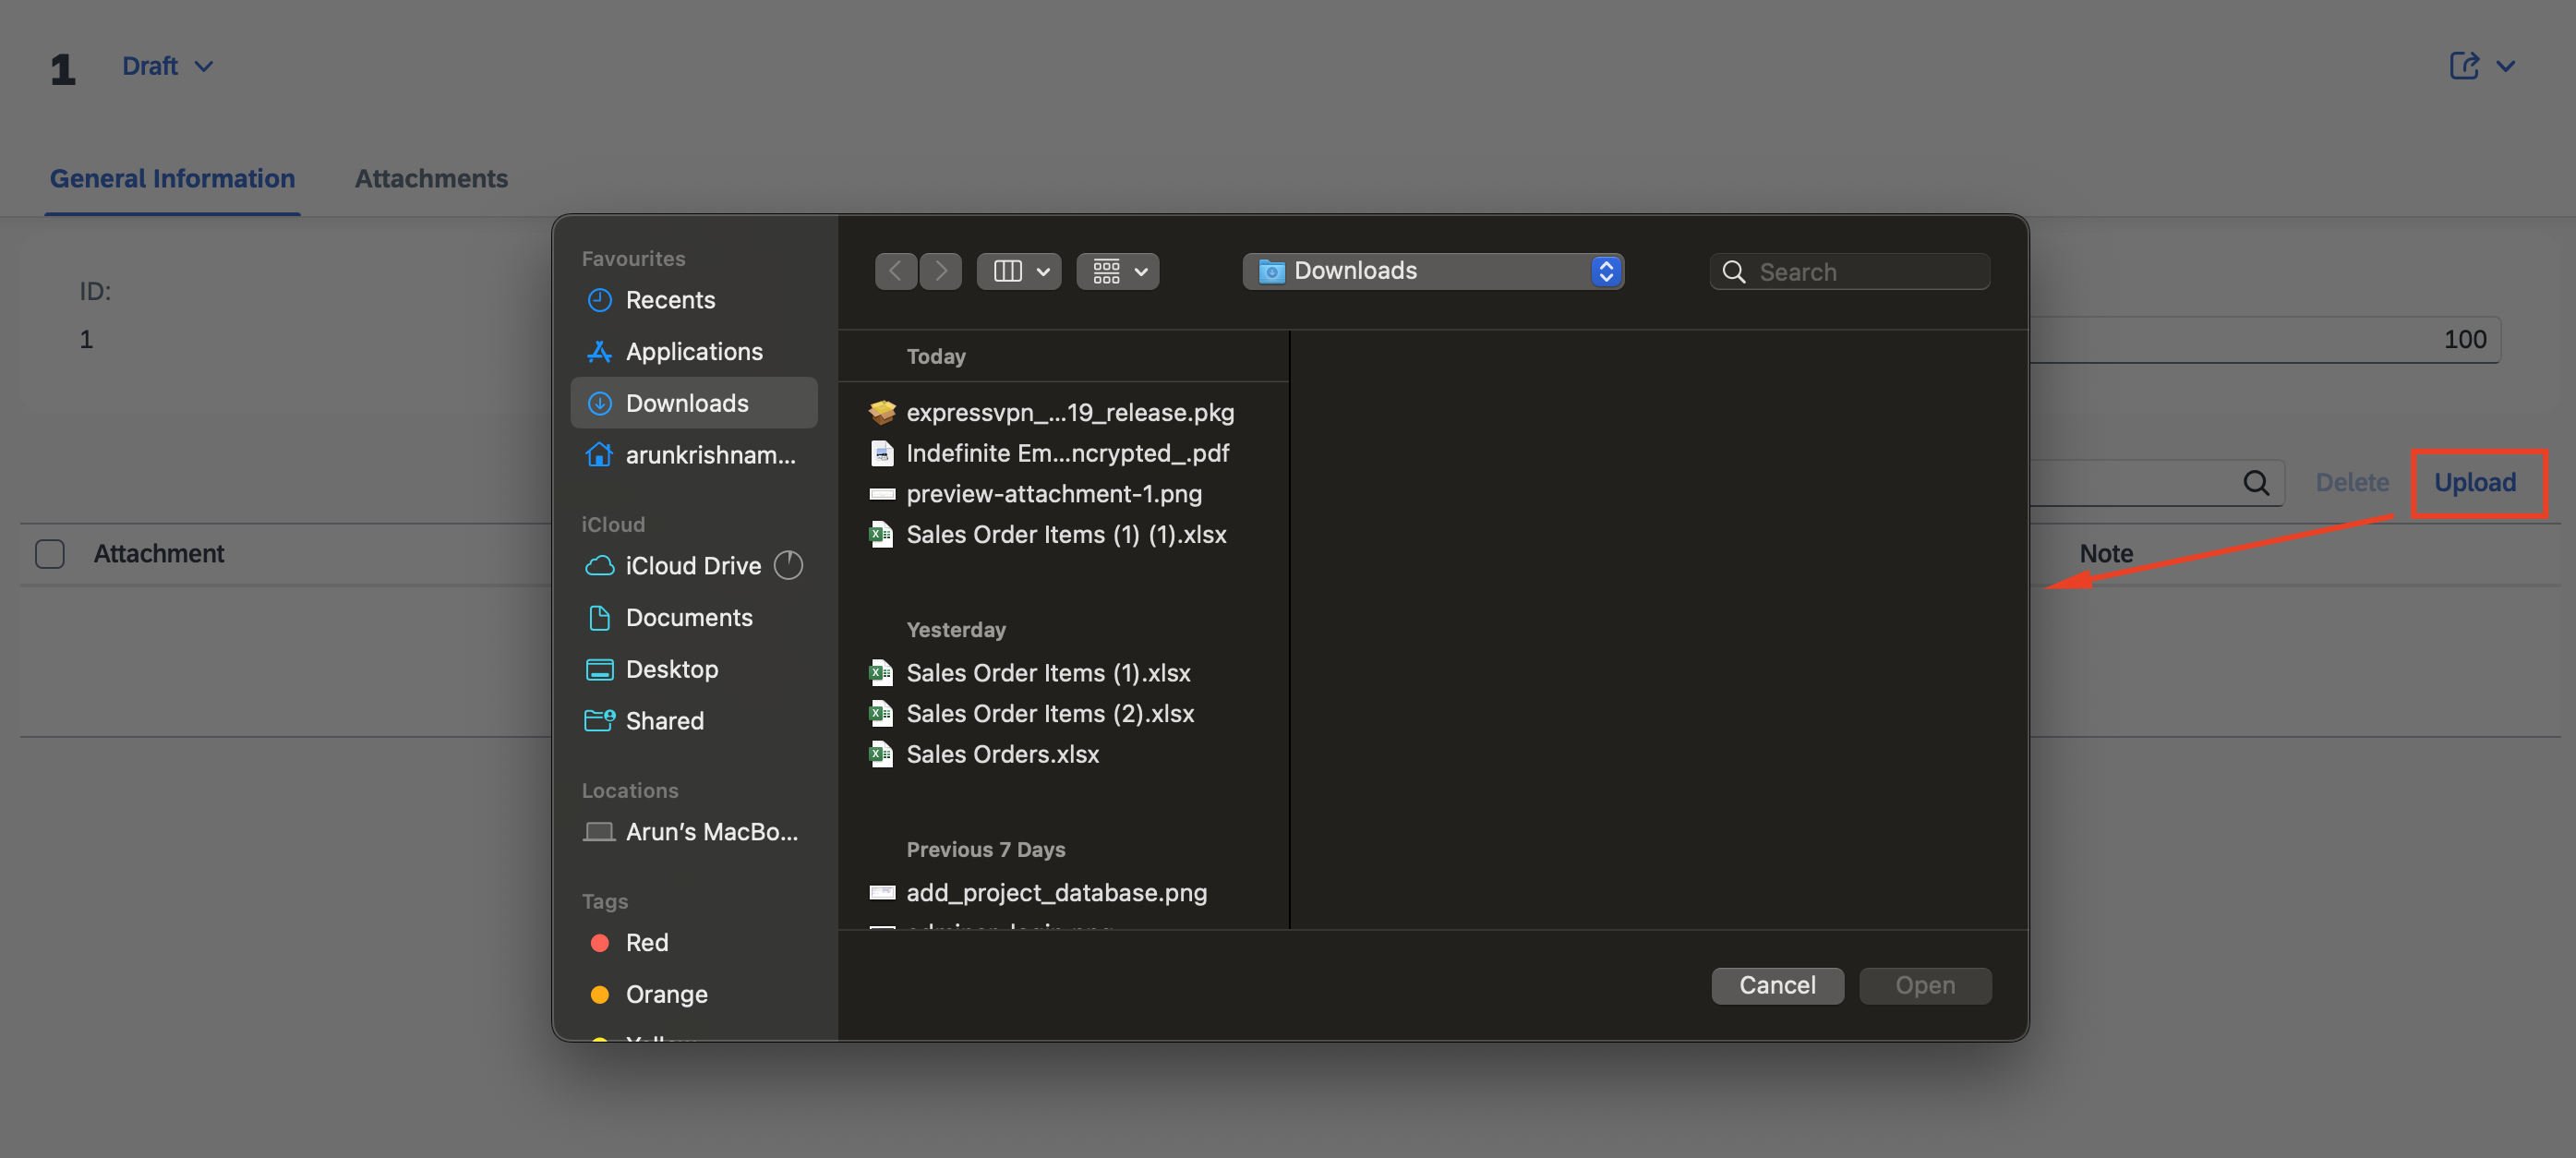 1 Draft
General Information Attachments
ID:
1
100
Delete Upload
Attachment
Note
Favourites
Recents
Applications
Downloads
arunkrishnam...
iCloud
iCloud Drive
Documents
Desktop
Shared
Locations
Arun's MacBo...
Tags
Red
Orange
Yellow
Downloads
Search
Today
expressvpn_...19_release.pkg
Indefinite Em...ncrypted_.pdf
preview-attachment-1.png
Sales Order Items (1) (1).xlsx
Yesterday
Sales Order Items (1).xlsx
Sales Order Items (2).xlsx
Sales Orders.xlsx
Previous 7 Days
add_project_database.png
Cancel Open